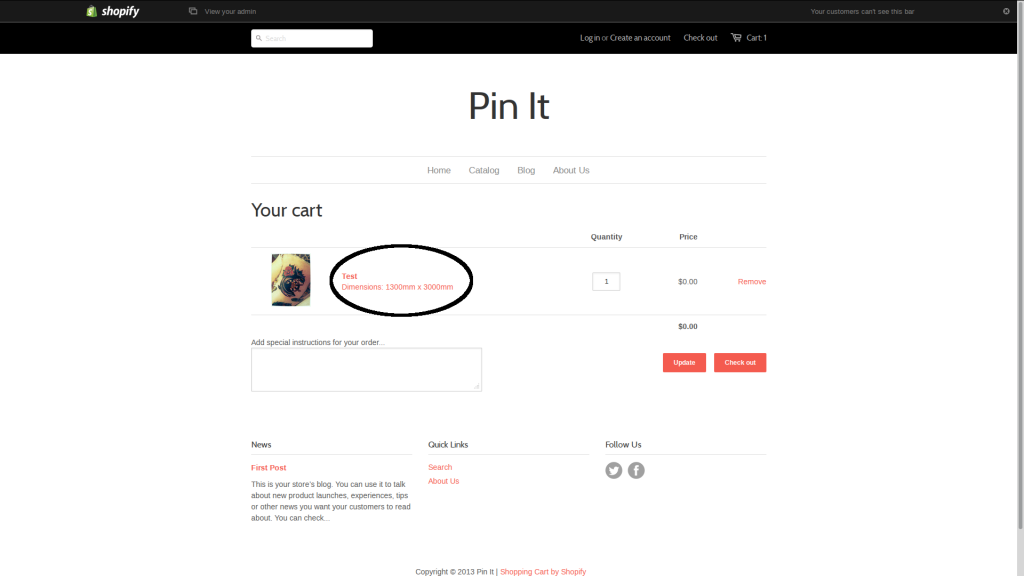 shopify
View your admin
Your customers can't see this bar
Search
Log in or Create an account
Check out
Cart: 1
Pin It
Home
Catalog
Blog
About Us
Your cart
Quantity
Price
Test
Dimensions: 1300mm x 3000mm
1
$0.00
Remove
$0.00
Add special instructions for your order...
Update
Check out
News
First Post
This is your store's blog. You can use it to talk
about new product launches, experiences, tips
or other news you want your customers to read
about. You can check...
Quick Links
Search
About Us
Follow Us
Copyright © 2013 Pin It | Shopping Cart by Shopify